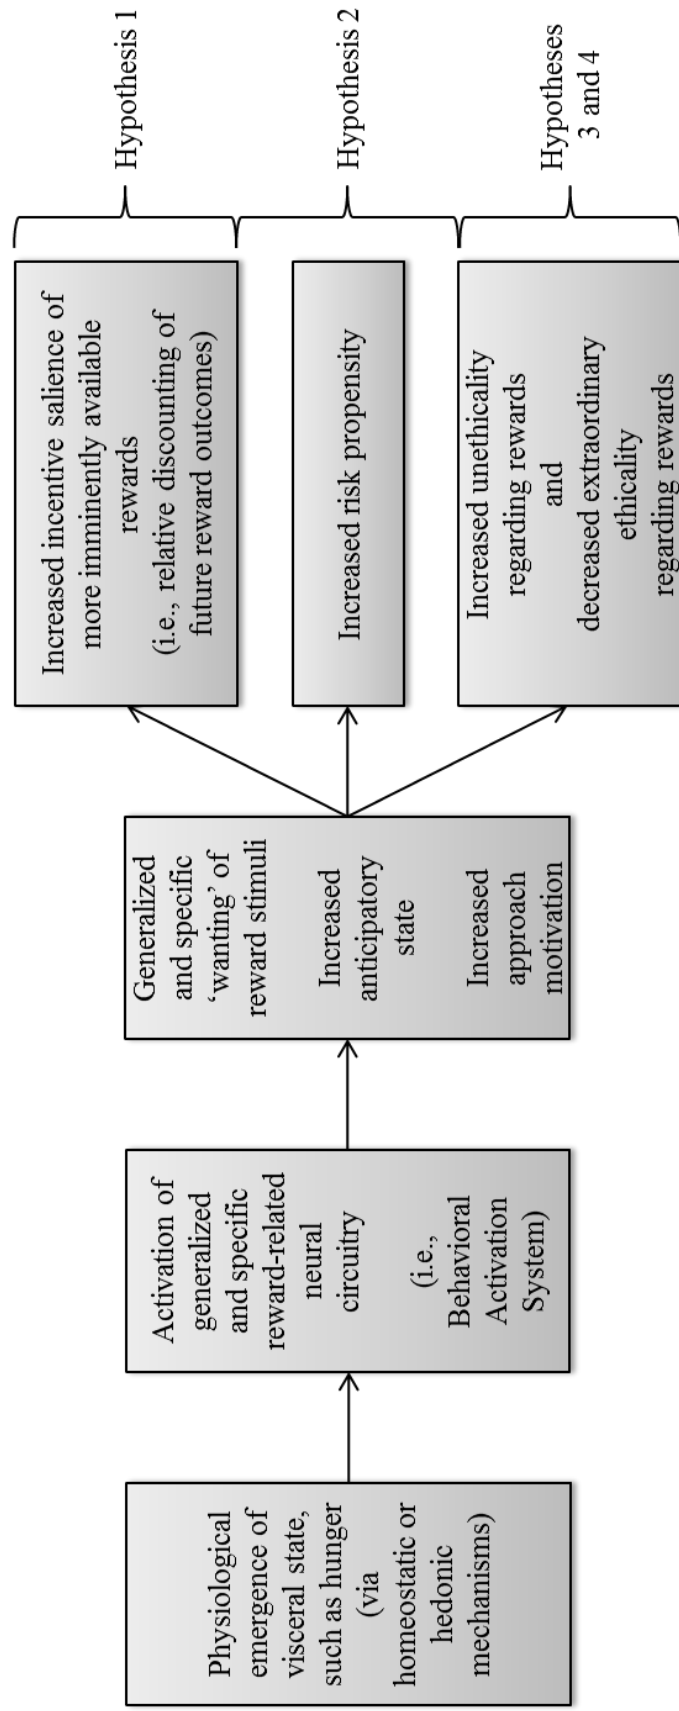 Physiological
emergence of
visceral state,
such as hunger
(via
homeostatic or
hedonic
mechanisms)
Activation of
generalized
and specific
reward-related
neural
circuitry
(i.e.,
Behavioral
Activation
System)
Generalized
and specific
‘wanting’ of
reward stimuli
Increased
anticipatory
state
Increased
approach
motivation
Increased incentive salience of
more imminently available
rewards
(i.e., relative discounting of
future reward outcomes)
Hypothesis 1
Increased risk propensity
Hypothesis 2
Increased unethicality
regarding rewards
and
decreased extraordinary
ethicality
regarding rewards
Hypotheses
3 and 4